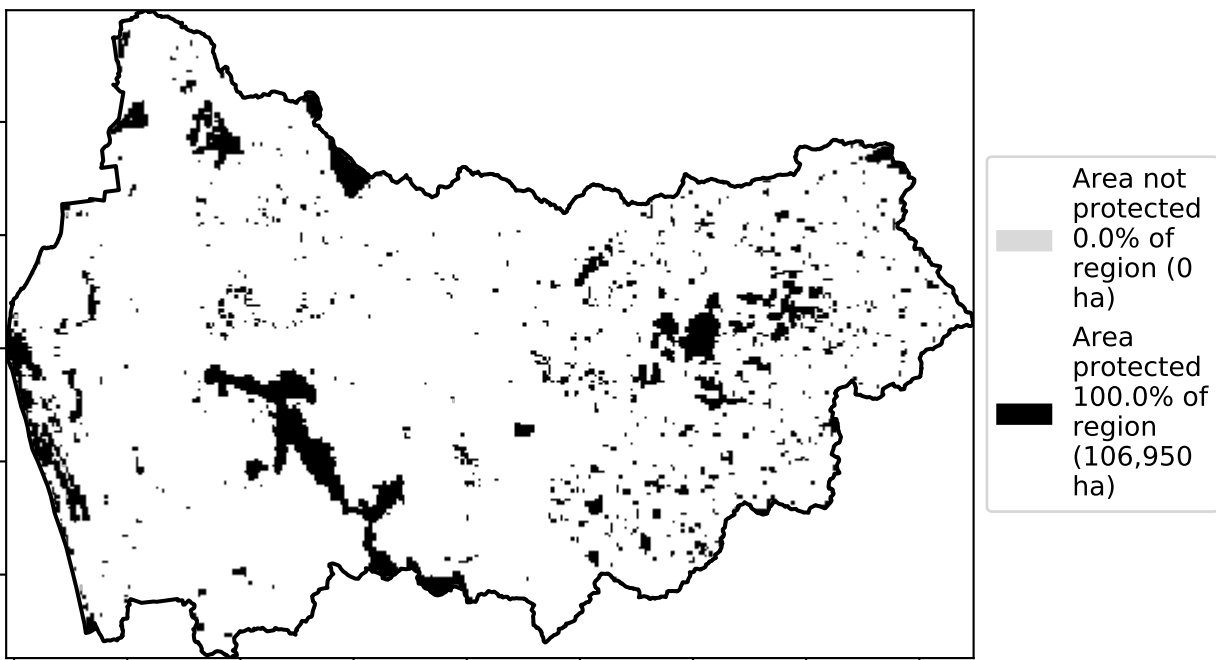 Area not
protected
0.0% of
region (0
ha)
Area
protected
100.0% of
region
(106,950
ha)